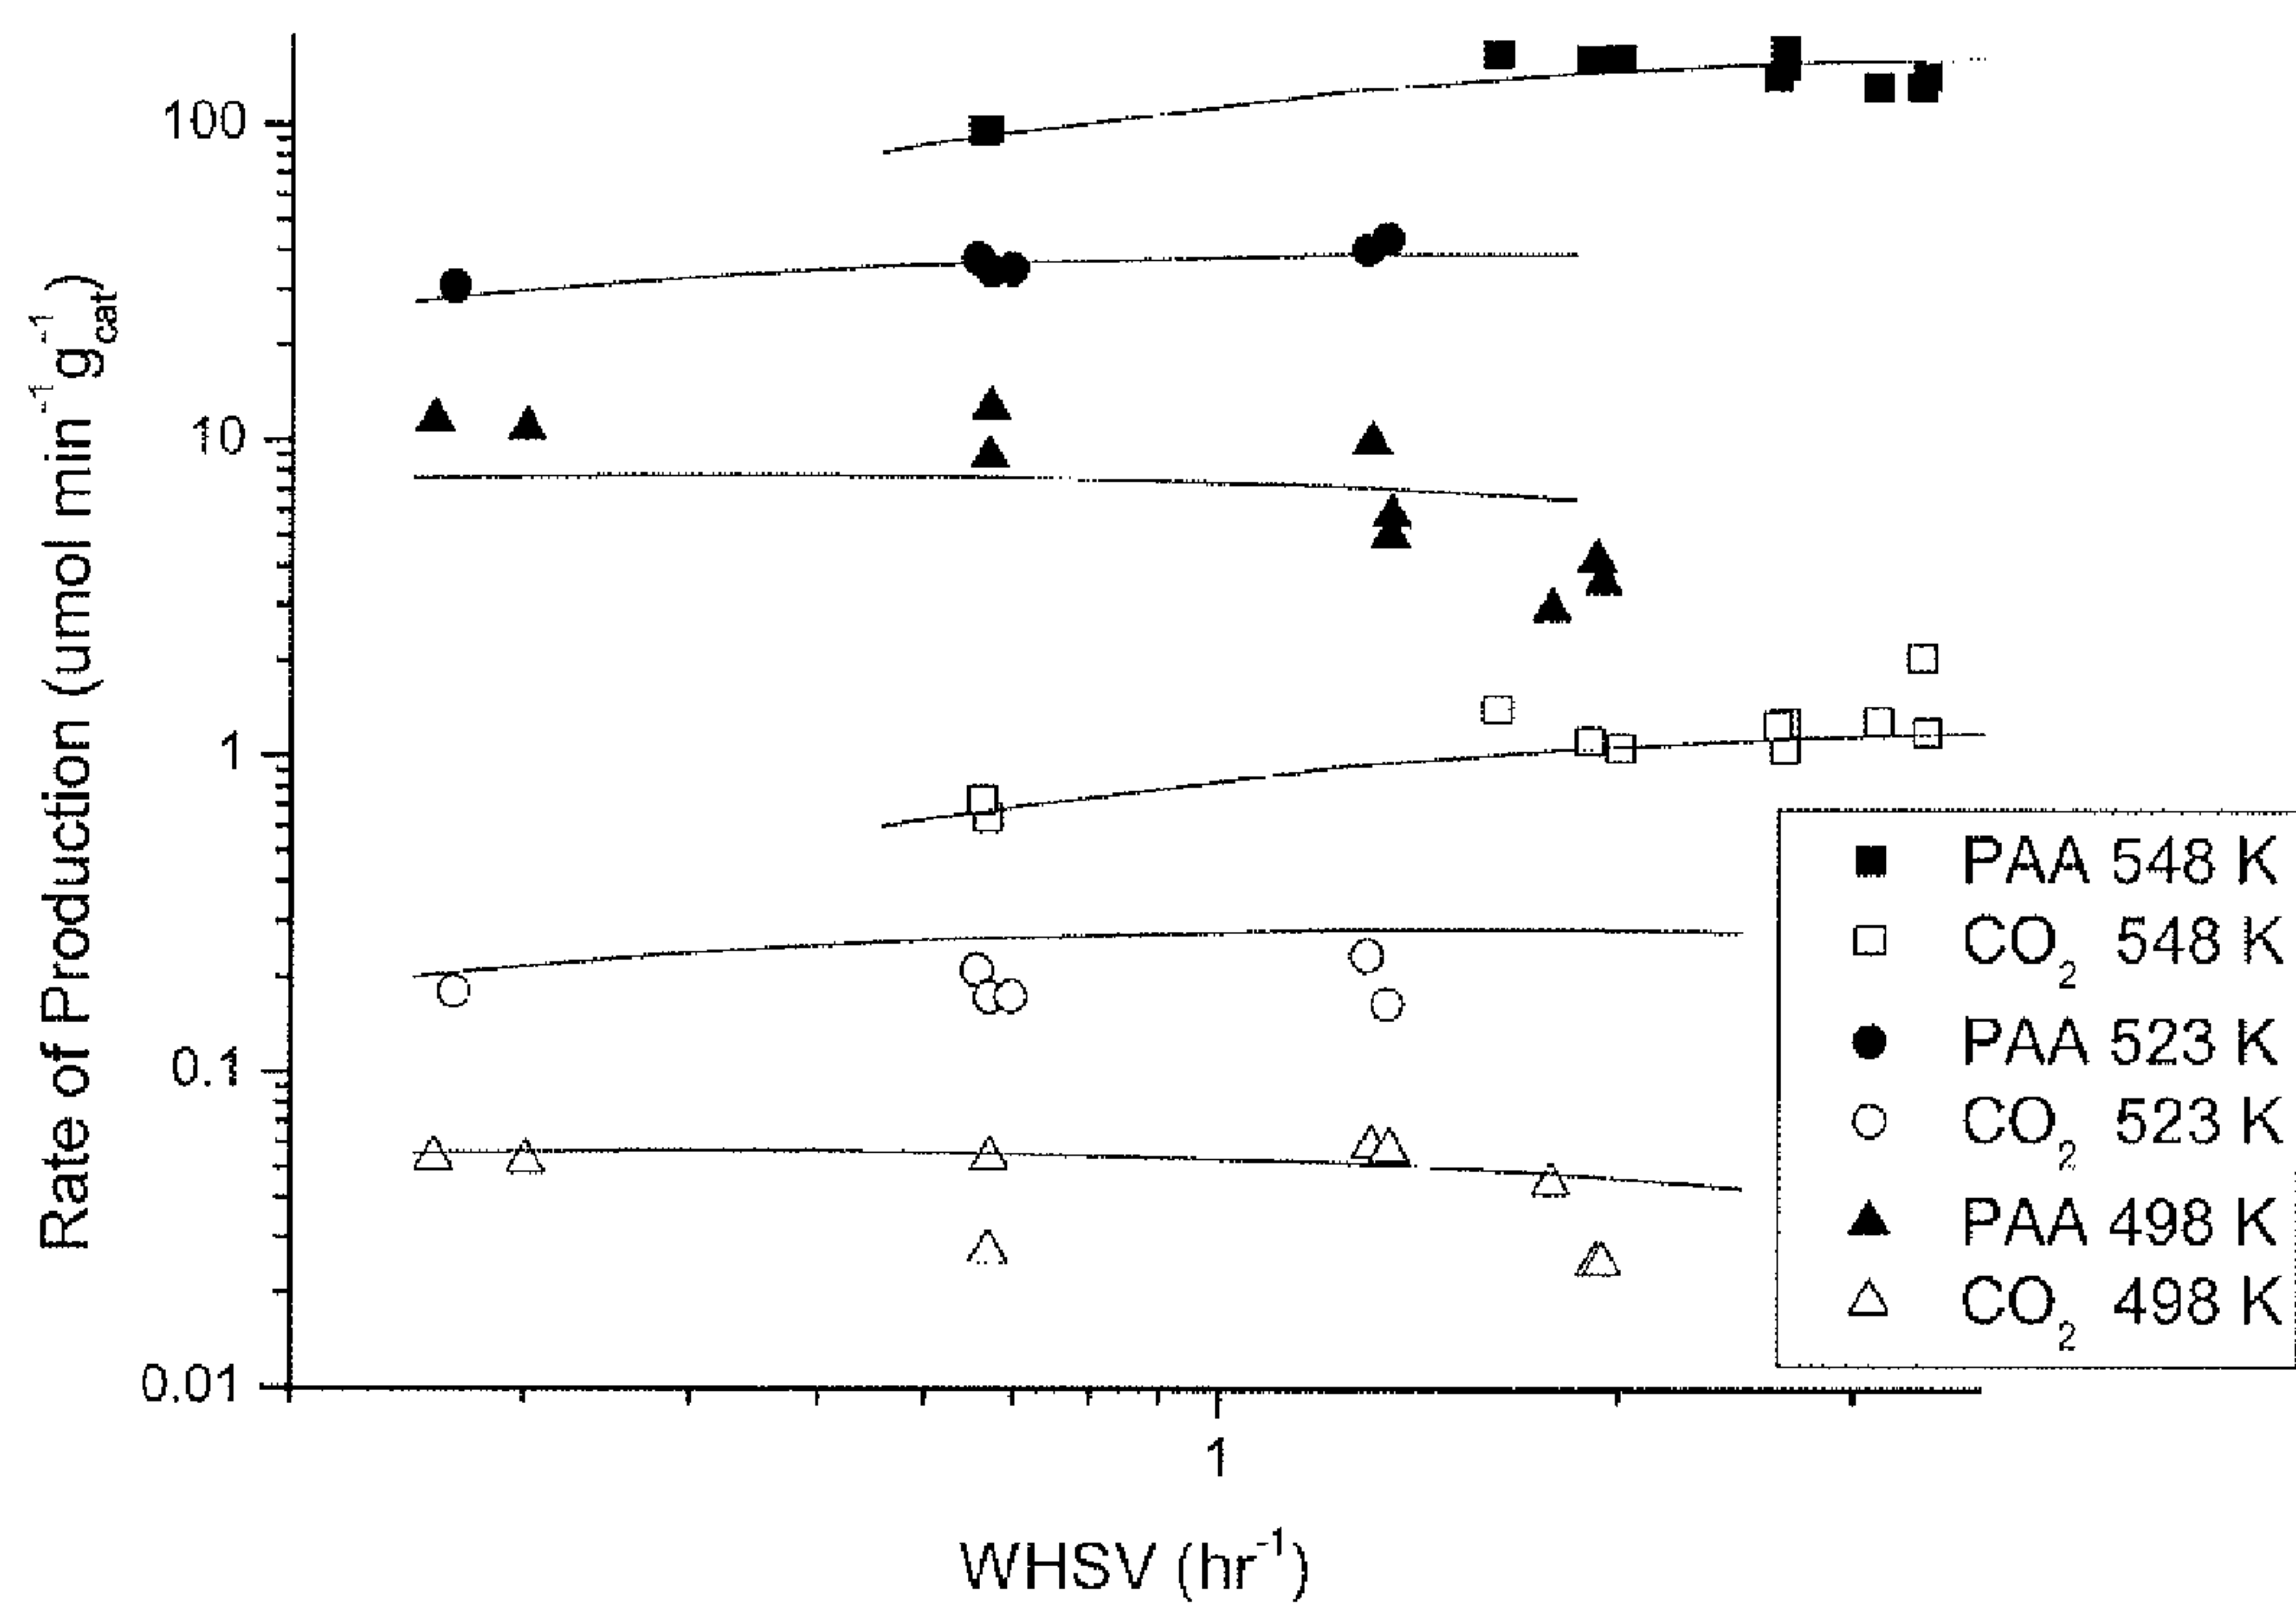 Rate of Production (umol min⁻¹ g_cat⁻¹)
100
10
1
0.1
0.01
1
WHSV (hr⁻¹)
PAA 548 K
CO₂ 548 K
PAA 523 K
CO₂ 523 K
PAA 498 K
CO₂ 498 K